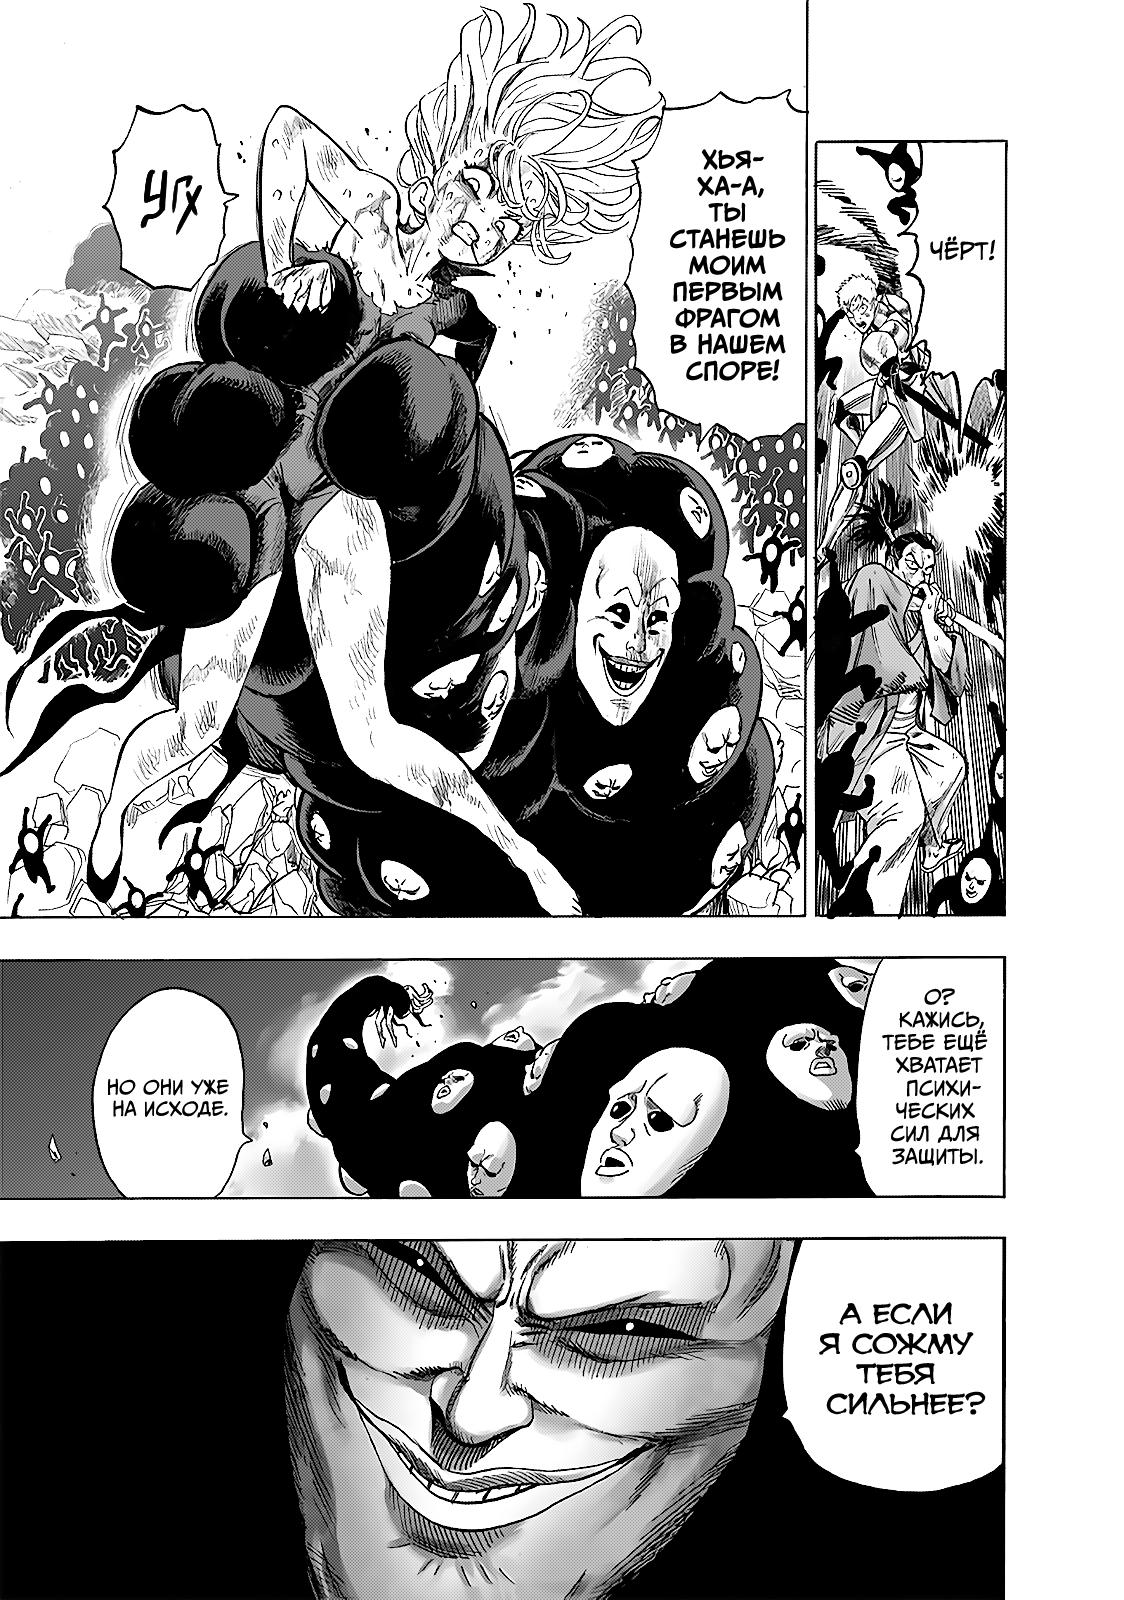 ЧЁРТ!
ХЬЯ-
ХА-А,
ТЫ
СТАНЕШЬ
МОИМ
ПЕРВЫМ
ФРАГОМ
В НАШЕМ
СПОРЕ!
УГХ
О?
КАЖИСЬ,
ТЕБЕ ЕЩЁ
ХВАТАЕТ
ПСИХИ-
ЧЕСКИХ
СИЛ ДЛЯ
ЗАЩИТЫ.
НО ОНИ УЖЕ
НА ИСХОДЕ.
А ЕСЛИ
Я СОЖМУ
ТЕБЯ
СИЛЬНЕЕ?